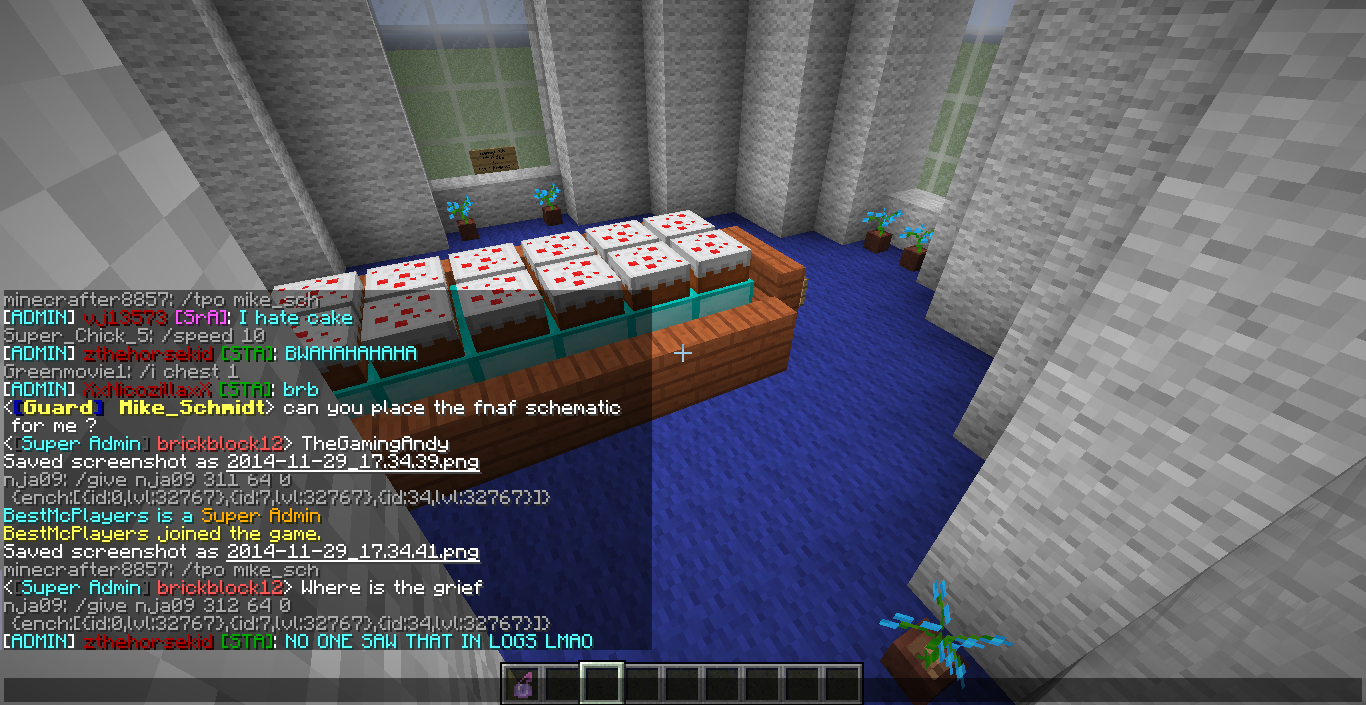 minecrafter8857: /tpo mike_sch
[ADMIN] vj13573 [SrA]: I hate cake
Super_Chick_5: /speed 10
[ADMIN] zthehorsekid [STA]: BWAHAHAHAHA
Greenmovie1: /i chest 1
[ADMIN] XxNicozillaxX [STA]: brb
<[Guard] Mike_Schmidt> can you place the fnaf schematic
for me ?
<[Super Admin] brickblock12> TheGamingAndy
Saved screenshot as 2014-11-29_17.34.39.png
nja09: /give nja09 311 64 0
{ench:[{id:0,lvl:32767},{id:7,lvl:32767},{id:34,lvl:32767}]}
BestMcPlayers is a Super Admin
BestMcPlayers joined the game.
Saved screenshot as 2014-11-29_17.34.41.png
minecrafter8857: /tpo mike_sch
<[Super Admin] brickblock12> Where is the grief
nja09: /give nja09 312 64 0
{ench:[{id:0,lvl:32767},{id:7,lvl:32767},{id:34,lvl:32767}]}
[ADMIN] zthehorsekid [STA]: NO ONE SAW THAT IN LOGS LMAO